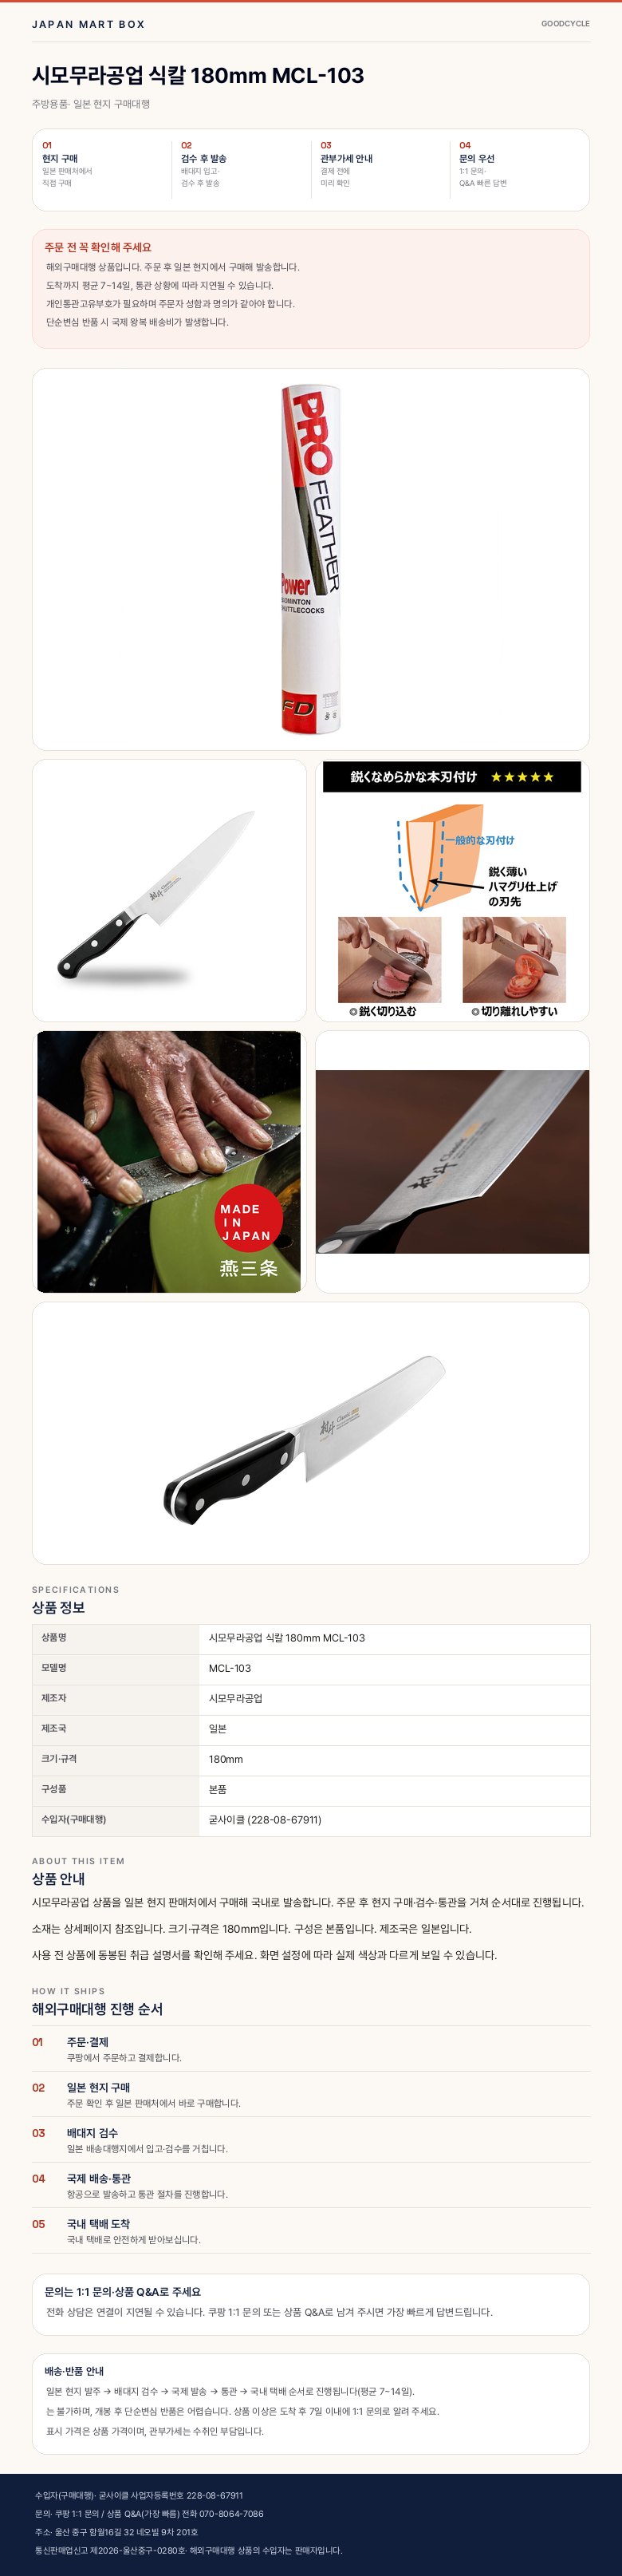 JAPAN MART BOX
GOODCYCLE
시모무라공업 식칼 180mm MCL-103
주방용품· 일본 현지 구매대행
01
현지 구매
일본 판매처에서
직접 구매
02
검수 후 발송
배대지 입고·
검수 후 발송
03
관부가세 안내
결제 전에
미리 확인
04
문의 우선
1:1 문의·
Q&A 빠른 답변
주문 전 꼭 확인해 주세요
해외구매대행 상품입니다. 주문 후 일본 현지에서 구매해 발송합니다.
도착까지 평균 7~14일, 통관 상황에 따라 지연될 수 있습니다.
개인통관고유부호가 필요하며 주문자 성함과 명의가 같아야 합니다.
단순변심 반품 시 국제 왕복 배송비가 발생합니다.
PRO
FEATHER
Power
FD
鋭くなめらかな本刃付け ★★★★★
一般的な刃付け
鋭く薄い
ハマグリ仕上げ
の刃先
◎鋭く切り込む
◎切り離れしやすい
MADE
IN
JAPAN
燕三条
Classic
SPECIFICATIONS
상품 정보
상품명 시모무라공업 식칼 180mm MCL-103
모델명 MCL-103
제조자 시모무라공업
제조국 일본
크기·규격 180mm
구성품 본품
수입자(구매대행) 굳사이클 (228-08-67911)
ABOUT THIS ITEM
상품 안내
시모무라공업 상품을 일본 현지 판매처에서 구매해 국내로 발송합니다. 주문 후 현지 구매·검수·통관을 거쳐 순서대로 진행됩니다.
소재는 상세페이지 참조입니다. 크기·규격은 180mm입니다. 구성은 본품입니다. 제조국은 일본입니다.
사용 전 상품에 동봉된 취급 설명서를 확인해 주세요. 화면 설정에 따라 실제 색상과 다르게 보일 수 있습니다.
HOW IT SHIPS
해외구매대행 진행 순서
01 주문·결제
쿠팡에서 주문하고 결제합니다.
02 일본 현지 구매
주문 확인 후 일본 판매처에서 바로 구매합니다.
03 배대지 검수
일본 배송대행지에서 입고·검수를 거칩니다.
04 국제 배송·통관
항공으로 발송하고 통관 절차를 진행합니다.
05 국내 택배 도착
국내 택배로 안전하게 받아보십니다.
문의는 1:1 문의·상품 Q&A로 주세요
전화 상담은 연결이 지연될 수 있습니다. 쿠팡 1:1 문의 또는 상품 Q&A로 남겨 주시면 가장 빠르게 답변드립니다.
배송·반품 안내
일본 현지 발주 → 배대지 검수 → 국제 발송 → 통관 → 국내 택배 순서로 진행됩니다(평균 7~14일).
는 불가하며, 개봉 후 단순변심 반품은 어렵습니다. 상품 이상은 도착 후 7일 이내에 1:1 문의로 알려 주세요.
표시 가격은 상품 가격이며, 관부가세는 수취인 부담입니다.
수입자(구매대행)· 굳사이클 사업자등록번호 228-08-67911
문의· 쿠팡 1:1 문의 / 상품 Q&A(가장 빠름) 전화 070-8064-7086
주소· 울산 중구 함월16길 32 네오빌 9차 201호
통신판매업신고 제2026-울산중구-0280호· 해외구매대행 상품의 수입자는 판매자입니다.